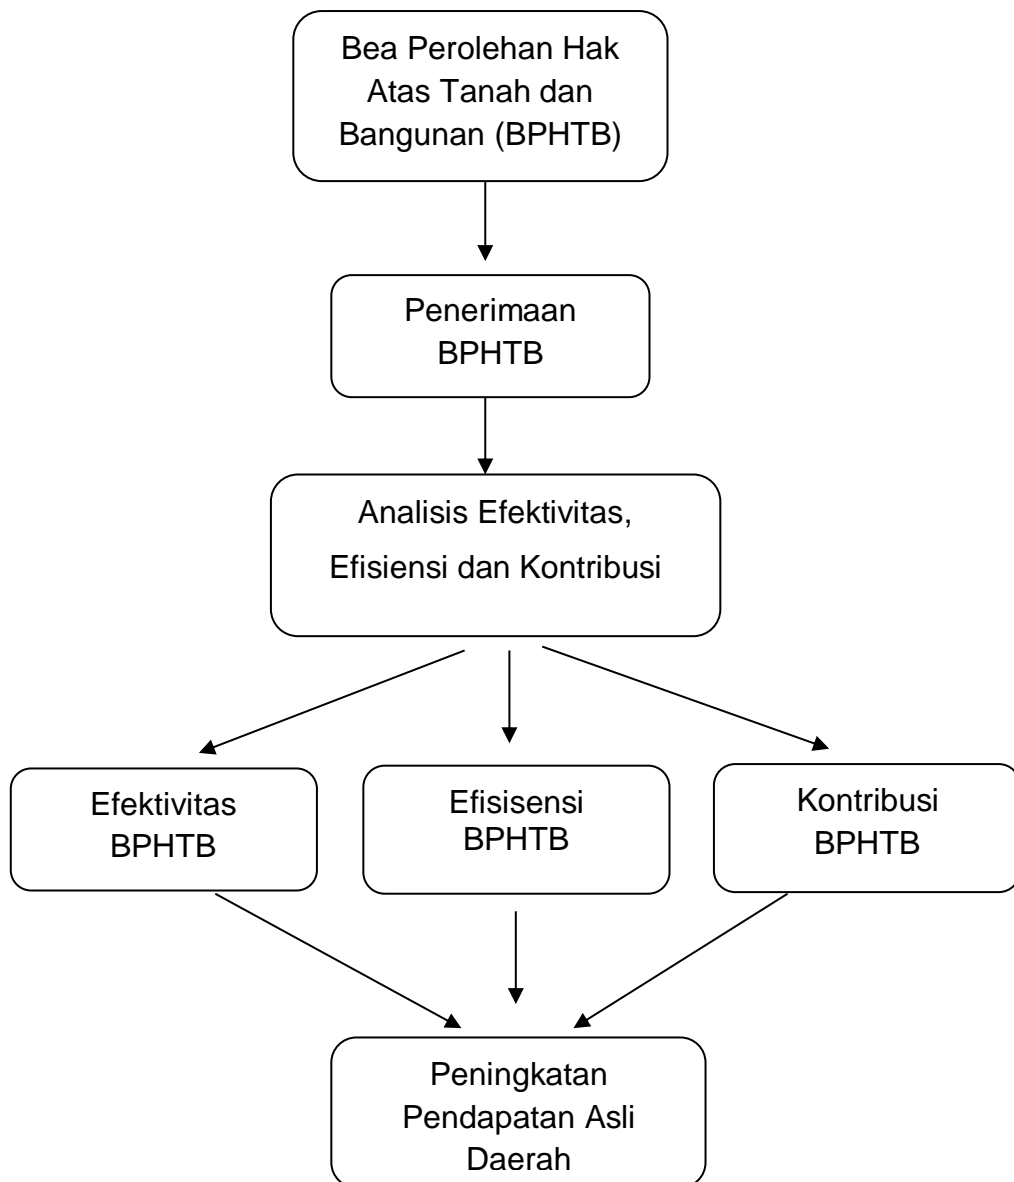 Bea Perolehan Hak
Atas Tanah dan
Bangunan (BPHTB)
Penerimaan
BPHTB
Analisis Efektivitas,
Efisiensi dan Kontribusi
Efektivitas
BPHTB
Efisisensi
BPHTB
Kontribusi
BPHTB
Peningkatan
Pendapatan Asli
Daerah